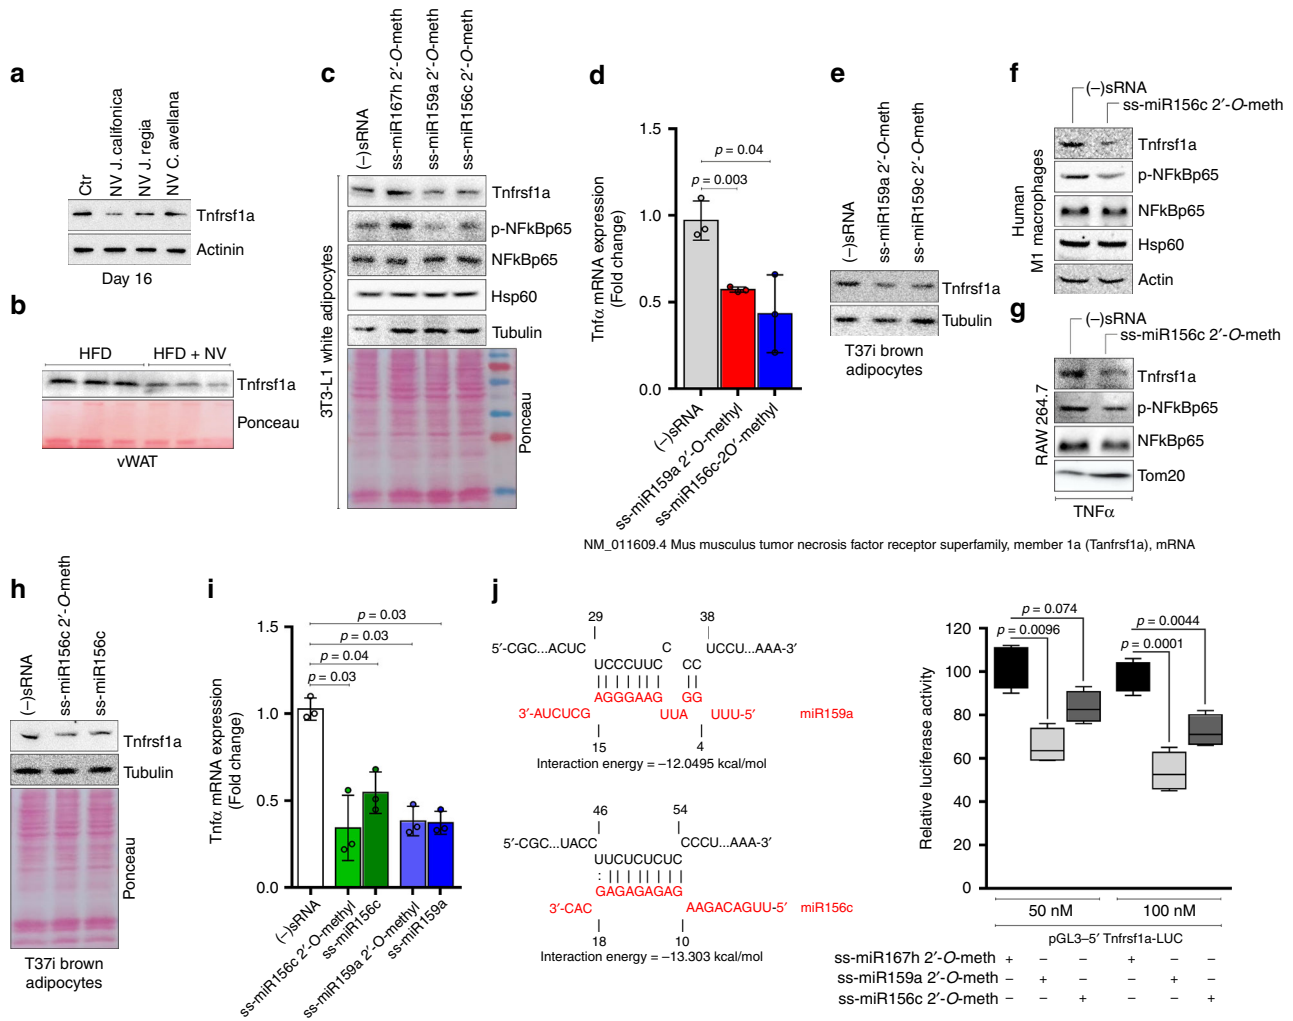 a
Ctr
NV J. califonica
NV J. regia
NV C. avellana
Tnfrsf1a
Actinin
Day 16
b
HFD
HFD + NV
Tnfrsf1a
Ponceau
vWAT
c
(–)sRNA
ss-miR167h 2′-O-meth
ss-miR159a 2′-O-meth
ss-miR156c 2′-O-meth
3T3-L1 white adipocytes
Tnfrsf1a
p-NFkBp65
NFkBp65
Hsp60
Tubulin
Ponceau
d
Tnfα mRNA expression
(Fold change)
1.5
1.0
0.5
0.0
p = 0.04
p = 0.003
(–)sRNA
ss-miR159a 2′-O-methyl
ss-miR156c-2O′-methyl
e
(–)sRNA
ss-miR159a 2′-O-meth
ss-miR159c 2′-O-meth
Tnfrsf1a
Tubulin
T37i brown
adipocytes
f
(–)sRNA
ss-miR156c 2′-O-meth
Human
M1 macrophages
Tnfrsf1a
p-NFkBp65
NFkBp65
Hsp60
Actin
g
(–)sRNA
ss-miR156c 2′-O-meth
RAW 264.7
Tnfrsf1a
p-NFkBp65
NFkBp65
Tom20
TNFα
NM_011609.4 Mus musculus tumor necrosis factor receptor superfamily, member 1a (Tanfrsf1a), mRNA
h
(–)sRNA
ss-miR156c 2′-O-meth
ss-miR156c
Tnfrsf1a
Tubulin
Ponceau
T37i brown
adipocytes
i
Tnfα mRNA expression
(Fold change)
1.5
1.0
0.5
0.0
p = 0.03
p = 0.03
p = 0.04
p = 0.03
(–)sRNA
ss-miR156c 2′-O-methyl
ss-miR156c
ss-miR159a 2′-O-methyl
ss-miR159a
j
29
38
5′-CGC...ACUC
C
UCCU...AAA-3′
UCCCUUC
CC
AGGGAAG
GG
3′-AUCUCG
UUA
UUU-5′
miR159a
15
4
Interaction energy = –12.0495 kcal/mol
46
54
5′-CGC...UACC
CCCU...AAA-3′
UUCUCUCUC
:
GAGAGAGAG
3′-CAC
AAGACAGUU-5′
miR156c
18
10
Interaction energy = –13.303 kcal/mol
Relative luciferase activity
120
100
80
60
40
20
0
p = 0.074
p = 0.0096
p = 0.0044
p = 0.0001
50 nM
100 nM
pGL3–5′ Tnfrsf1a-LUC
ss-miR167h 2′-O-meth + – – + – –
ss-miR159a 2′-O-meth – + – – + –
ss-miR156c 2′-O-meth – – + – – +